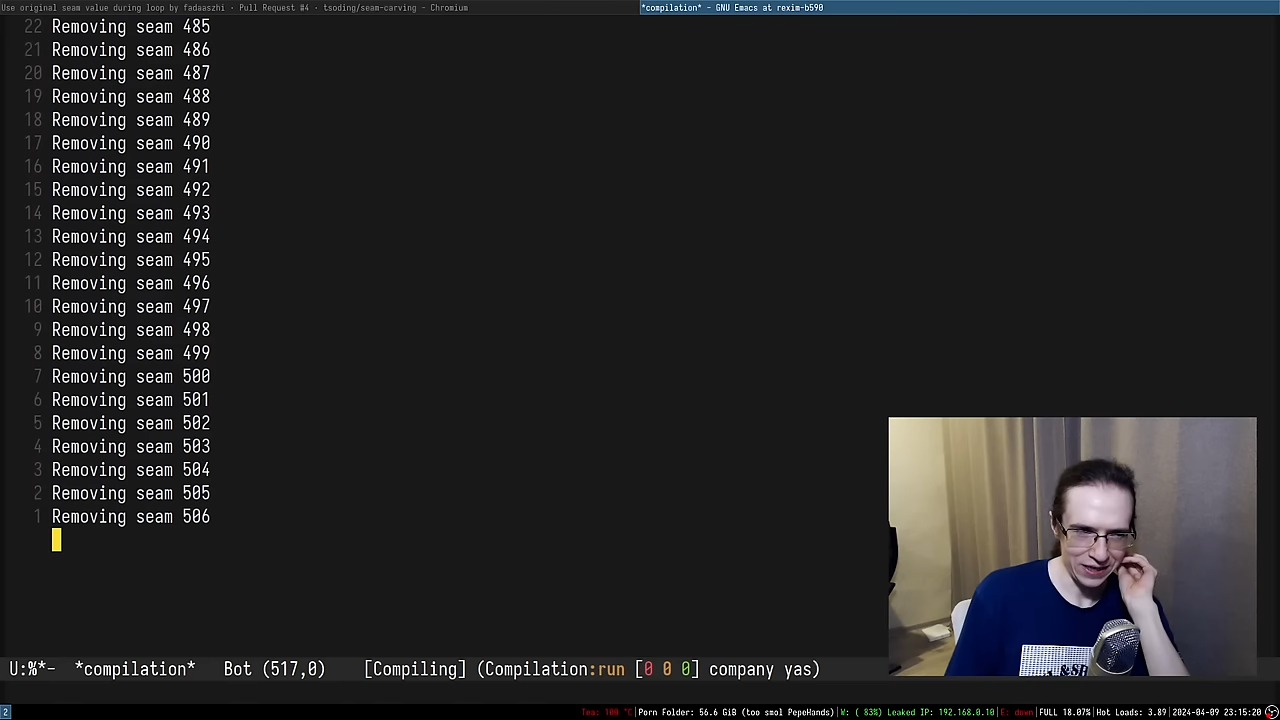 Use original seam value during loop by fadaaszhi · Pull Request #4 · tsoding/seam-carving - Chromium
*compilation* - GNU Emacs at rexim-b590
22 Removing seam 485
21 Removing seam 486
20 Removing seam 487
19 Removing seam 488
18 Removing seam 489
17 Removing seam 490
16 Removing seam 491
15 Removing seam 492
14 Removing seam 493
13 Removing seam 494
12 Removing seam 495
11 Removing seam 496
10 Removing seam 497
9 Removing seam 498
8 Removing seam 499
7 Removing seam 500
6 Removing seam 501
5 Removing seam 502
4 Removing seam 503
3 Removing seam 504
2 Removing seam 505
1 Removing seam 506
U:%*- *compilation* Bot (517,0) [Compiling] (Compilation:run [0 0 0] company yas)
2
Tea: 100 °C|Porn Folder: 56.6 GiB (too smol PepeHands)|W: ( 83%) Leaked IP: 192.168.0.10|E: down|FULL 18.07%|Hot Loads: 3.89|2024-04-09 23:15:20